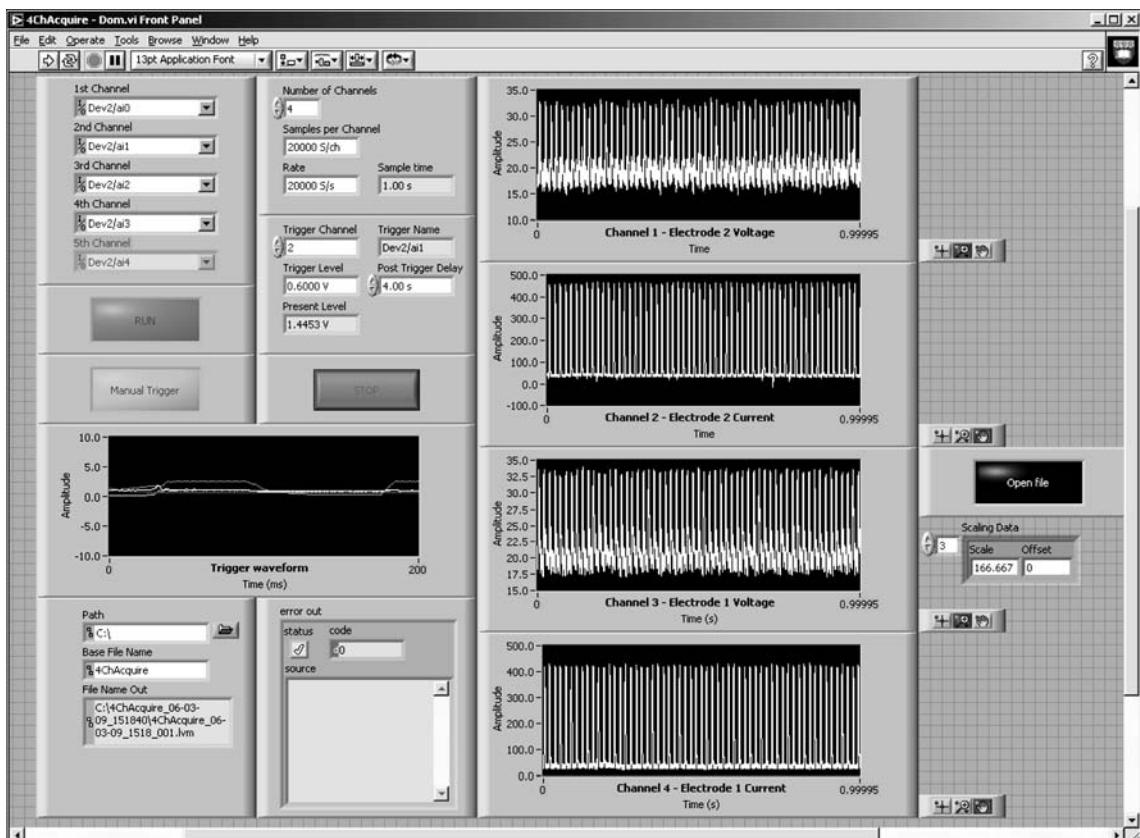 4ChAcquire - Dom.vi Front Panel
File Edit Operate Tools Browse Window Help
13pt Application Font
1st Channel
Dev2/ai0
2nd Channel
Dev2/ai1
3rd Channel
Dev2/ai2
4th Channel
Dev2/ai3
5th Channel
Dev2/ai4
RUN
Manual Trigger
Number of Channels
4
Samples per Channel
20000 S/ch
Rate Sample time
20000 S/s 1.00 s
Trigger Channel Trigger Name
2 Dev2/ai1
Trigger Level Post Trigger Delay
0.6000 V 4.00 s
Present Level
1.4453 V
STOP
10.0
5.0
0.0
-5.0
-10.0
Amplitude
0 Trigger waveform 200
Time (ms)
Path
C:\
Base File Name
4ChAcquire
File Name Out
C:\4ChAcquire_06-03-
09_151840\4ChAcquire_06-
03-09_1518_001.lvm
error out
status code
0
source
35.0
30.0
25.0
20.0
15.0
10.0
Amplitude
0 Channel 1 - Electrode 2 Voltage 0.99995
Time
500.0
400.0
300.0
200.0
100.0
0.0
-100.0
Amplitude
0 Channel 2 - Electrode 2 Current 0.99995
Time
35.0
32.5
30.0
27.5
25.0
22.5
20.0
17.5
15.0
Amplitude
0 Channel 3 - Electrode 1 Voltage 0.99995
Time (s)
500.0
400.0
300.0
200.0
100.0
0.0
Amplitude
0 Channel 4 - Electrode 1 Current 0.99995
Time (s)
Open file
Scaling Data
3
Scale Offset
166.667 0